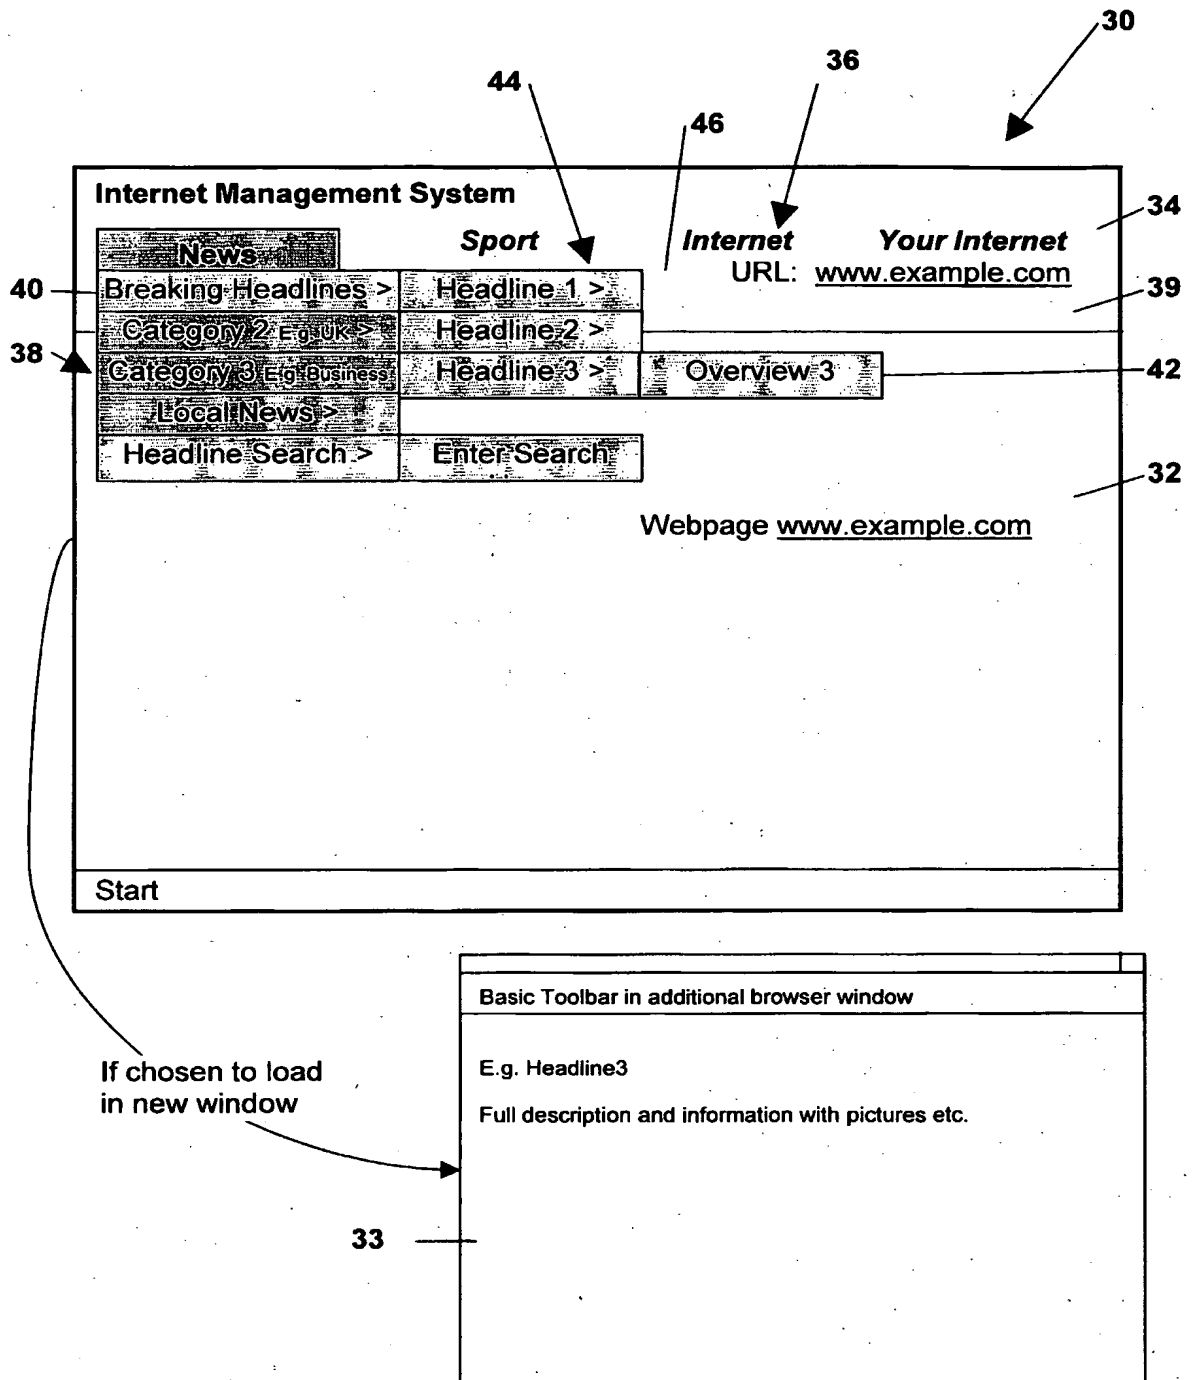 30
36
44
46
Internet Management System
34
News Sport Internet Your Internet
URL: www.example.com
40 Breaking Headlines > Headline 1 > 39
Category 2 E.g. UK > Headline 2 >
38 Category 3 E.g. Business Headline 3 > Overview 3 42
Local News >
Headline Search > Enter Search
32
Webpage www.example.com
Start
Basic Toolbar in additional browser window
If chosen to load
in new window
E.g. Headline3
Full description and information with pictures etc.
33